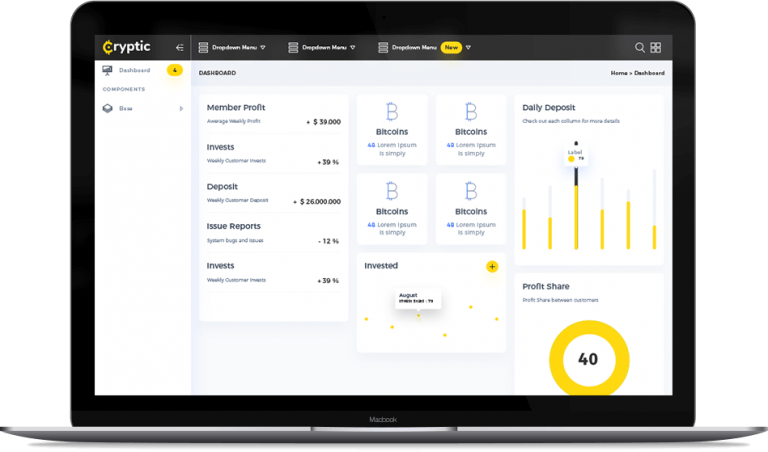 Cryptic
Dropdown Menu
Dropdown Menu
Dropdown Menu New
Dashboard 4
COMPONENTS
Base
DASHBOARD
Home > Dashboard
Member Profit
Average Weekly Profit
+ $ 39.000
Invests
Weekly Customer Invests
+39 %
Deposit
Weekly Customer Deposit
+ $ 26.000.000
Issue Reports
System bugs and issues
- 12 %
Invests
Weekly Customer Invests
+39 %
Bitcoins
48 Lorem Ipsum
is simply
Bitcoins
48 Lorem Ipsum
is simply
Bitcoins
48 Lorem Ipsum
is simply
Bitcoins
48 Lorem Ipsum
is simply
Invested
August
Daily Deposit
Check out each column for more details
Label
79
Profit Share
Profit Share between customers
40
Macbook